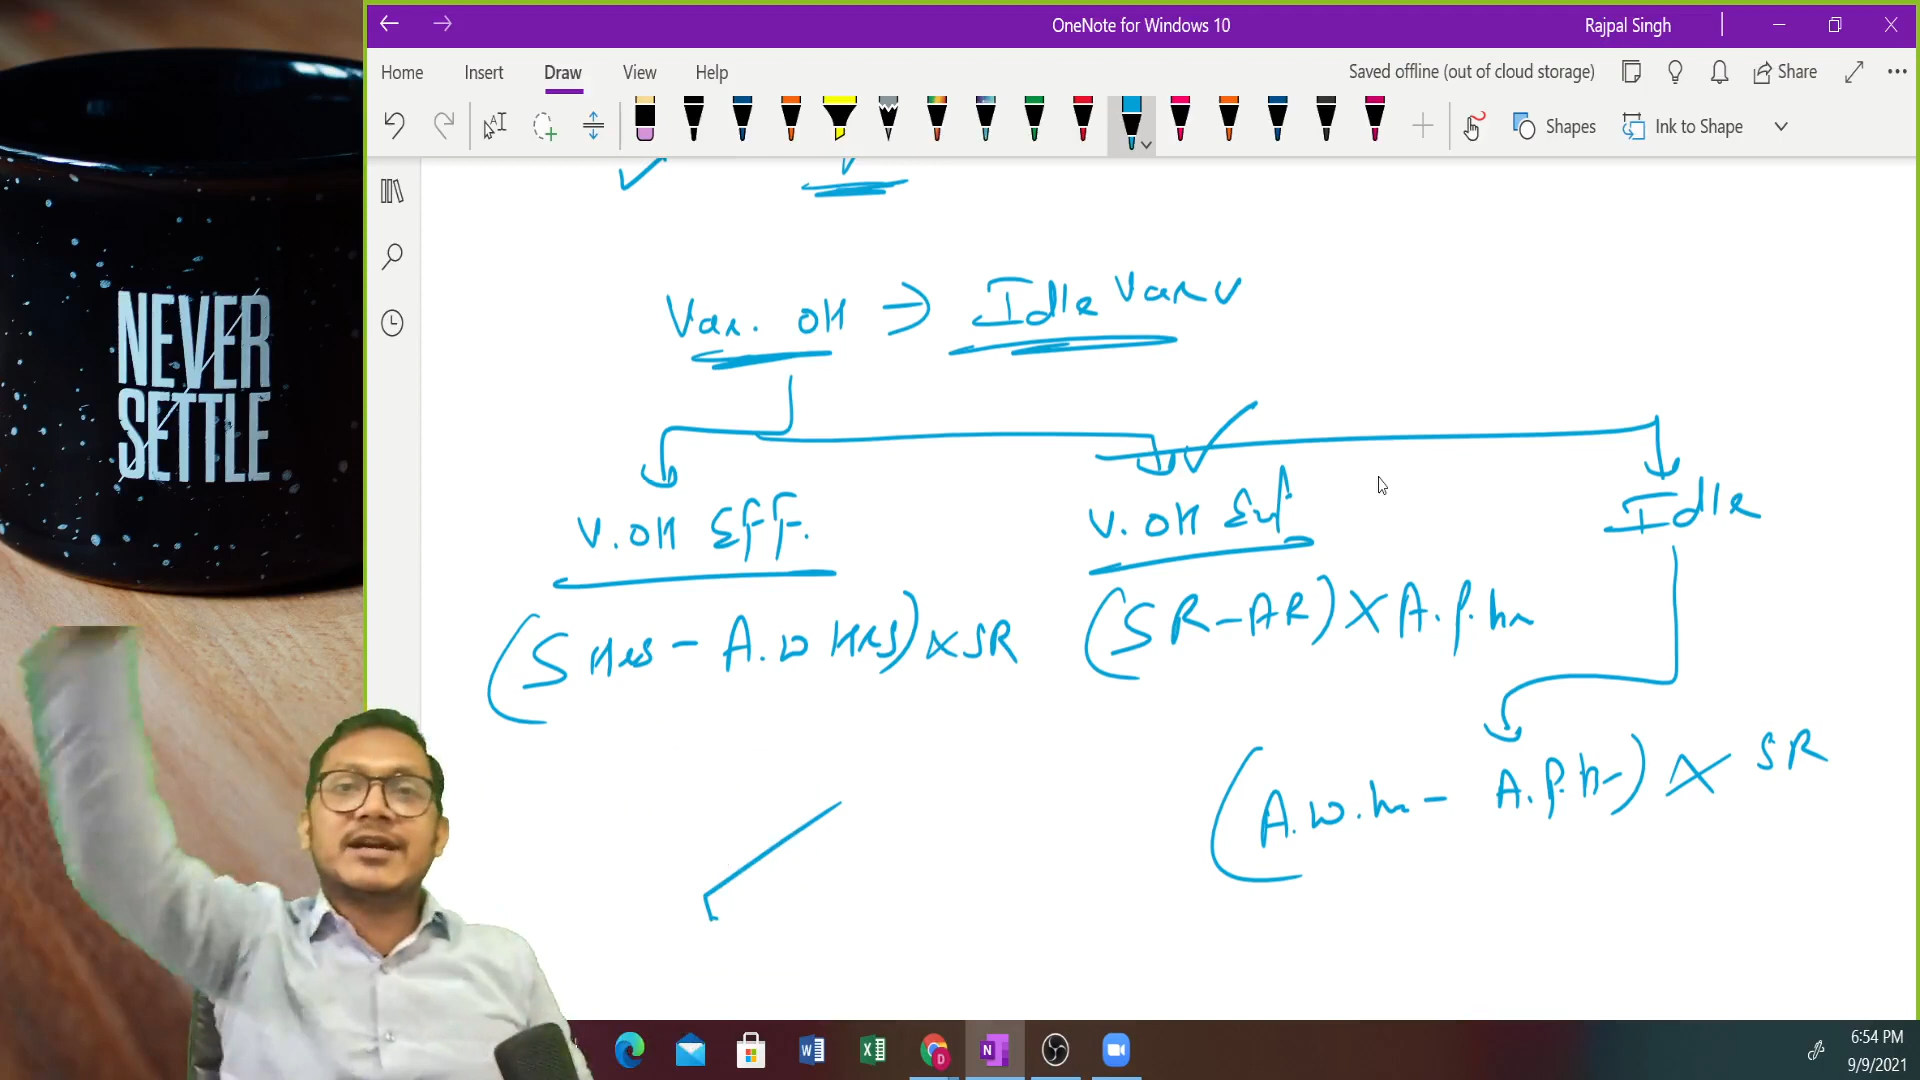 OneNote for Windows 10
Rajpal Singh
Home Insert Draw View Help
Saved offline (out of cloud storage)
Share
Shapes
Ink to Shape
NEVER
SETTLE
Var. OH ⇒ Idle Var V
V.OH EFF.
V. OH Exp
Idle
(S HRS - A.W HRS) × SR
(SR - AR) × A.P.hr
(A.W.hr - A.P.hr) × SR
6:54 PM
9/9/2021